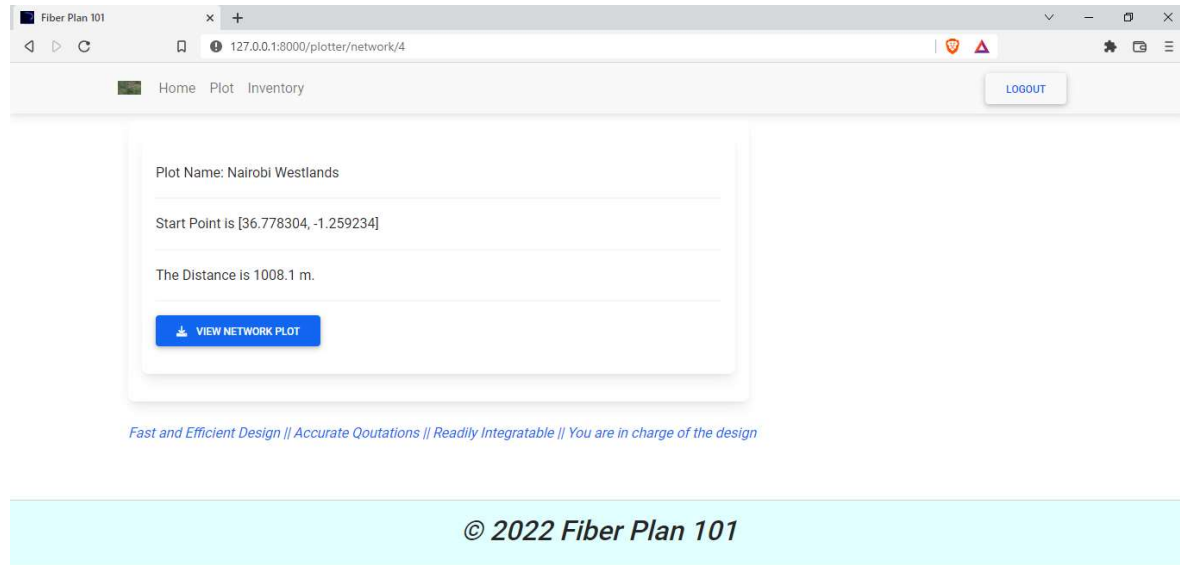 Fiber Plan 101
127.0.0.1:8000/plotter/network/4
Home Plot Inventory
LOGOUT
Plot Name: Nairobi Westlands
Start Point is [36.778304, -1.259234]
The Distance is 1008.1 m.
VIEW NETWORK PLOT
Fast and Efficient Design || Accurate Qoutations || Readily Integratable || You are in charge of the design
© 2022 Fiber Plan 101